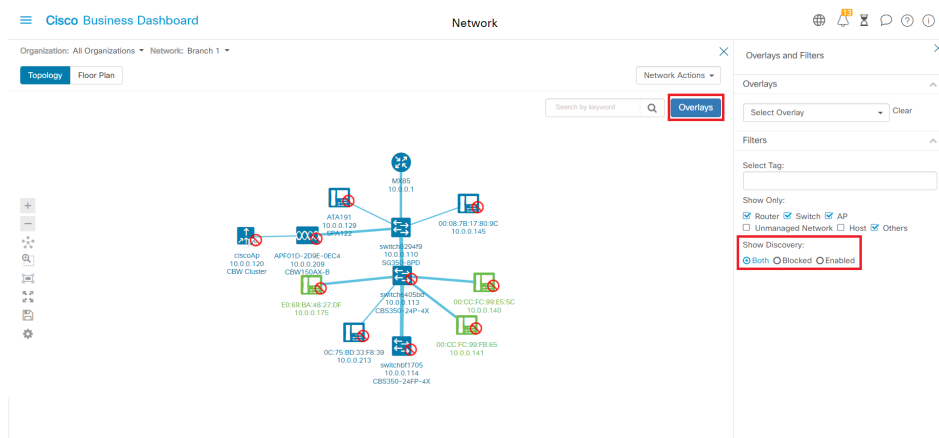 Cisco Business Dashboard
Network
13
Organization: All Organizations Network: Branch 1
Topology
Floor Plan
Network Actions
Search by keyword
Overlays
MX85
10.0.0.1
ATA191
10.0.0.129
SPA122
00:08:7B:17:80:9C
10.0.0.145
switch0294f9
10.0.0.110
SG350-8PD
ciscoAp
10.0.0.120
CBW Cluster
APF01D-2D9E-0EC4
10.0.0.209
CBW150AX-B
E0:69:BA:48:27:DF
10.0.0.175
switche405bd
10.0.0.113
CBS350-24P-4X
00:CC:FC:99:E5:5C
10.0.0.140
0C:75:BD:33:F8:39
10.0.0.213
00:CC:FC:99:FB:E5
10.0.0.141
switchbf1705
10.0.0.114
CBS350-24FP-4X
Overlays and Filters
Overlays
Select Overlay
Clear
Filters
Select Tag:
Show Only:
Router Switch AP
Unmanaged Network Host Others
Show Discovery:
Both Blocked Enabled